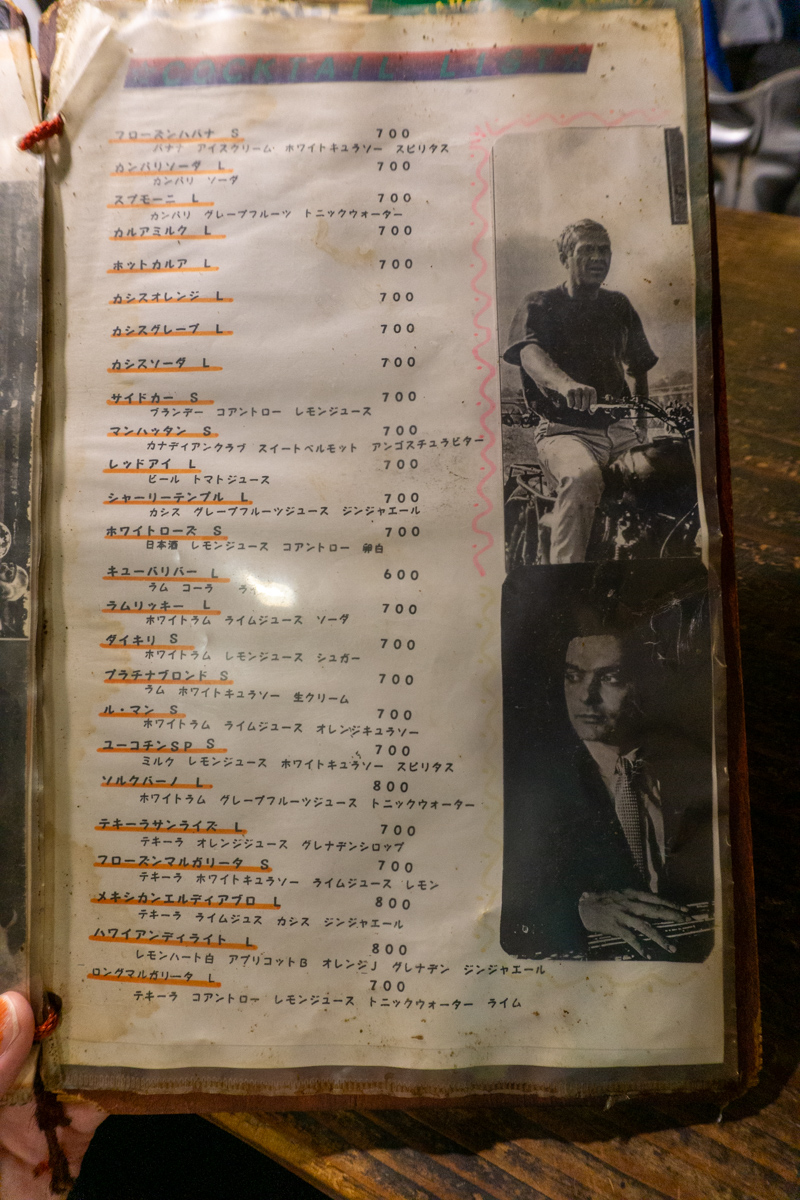 COCKTAIL LIST
フローズンハバナ S 700
バナナ アイスクリーム ホワイトキュラソー スピリタス
カンパリソーダ L 700
カンパリ ソーダ
スプモーニ L 700
カンパリ グレープフルーツ トニックウォーター
カルアミルク L 700
ホットカルア L 700
カシスオレンジ L 700
カシスグレープ L 700
カシスソーダ L 700
サイドカー S 700
ブランデー コアントロー レモンジュース
マンハッタン S 700
カナディアンクラブ スイートベルモット アンゴスチュラビター
レッドアイ L 700
ビール トマトジュース
シャーリーテンプル L 700
カシス グレープフルーツジュース ジンジャエール
ホワイトローズ S 700
日本酒 レモンジュース コアントロー 卵白
キューバリバー L 600
ラム コーラ
ラムリッキー L 700
ホワイトラム ライムジュース ソーダ
ダイキリ S 700
ホワイトラム レモンジュース シュガー
プラチナブロンド S 700
ラム ホワイトキュラソー 生クリーム
ル・マン S 700
ホワイトラム ライムジュース オレンジキュラソー
ユーコチンSP S 700
ミルク レモンジュース ホワイトキュラソー スピリタス
ソルクバーノ L 800
ホワイトラム グレープフルーツジュース トニックウォーター
テキーラサンライズ L 700
テキーラ オレンジジュース グレナデンシロップ
フローズンマルガリータ S 700
テキーラ ホワイトキュラソー ライムジュース レモン
メキシカンエルディアブロ L 800
テキーラ ライムジュス カシス ジンジャエール
ハワイアンディライト L 800
レモンハート白 アプリコットB オレンジJ グレナデン ジンジャエール
ロングマルガリータ L 700
テキーラ コアントロー レモンジュース トニックウォーター ライム